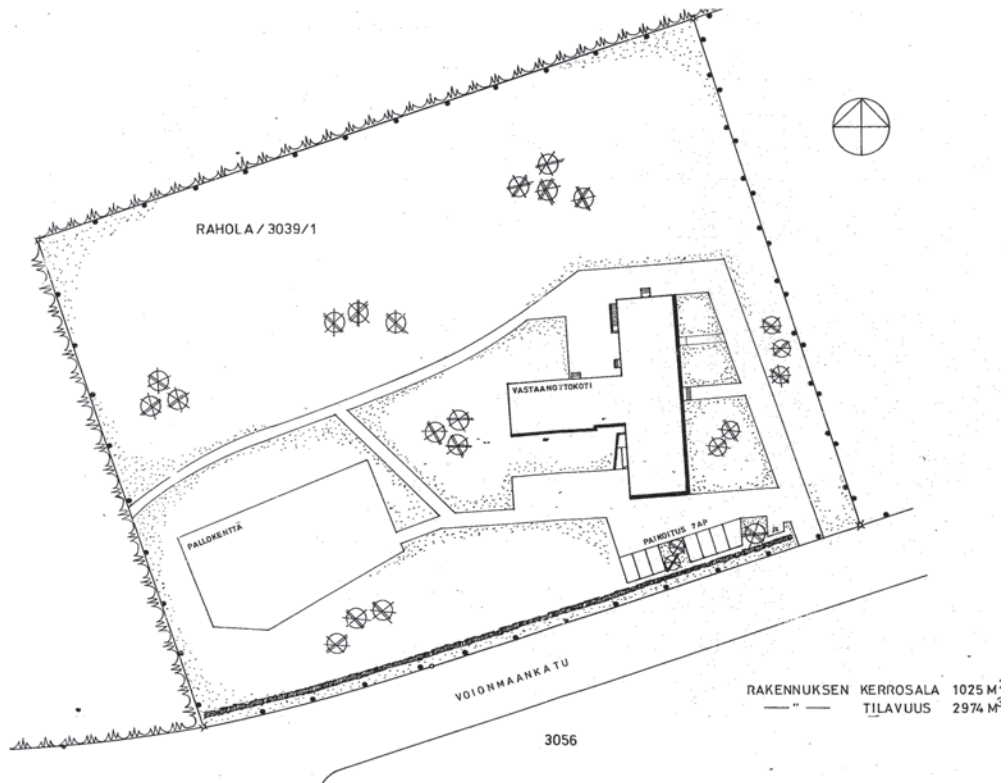 RAHOLA / 3039/1
VASTAANOTTOKOTI
PALLOKENTTÄ
PAIKOITUS 7AP
VOIONMAANKATU
RAKENNUKSEN KERROSALA 1025 M²
—"— TILAVUUS 2974 M³
3056